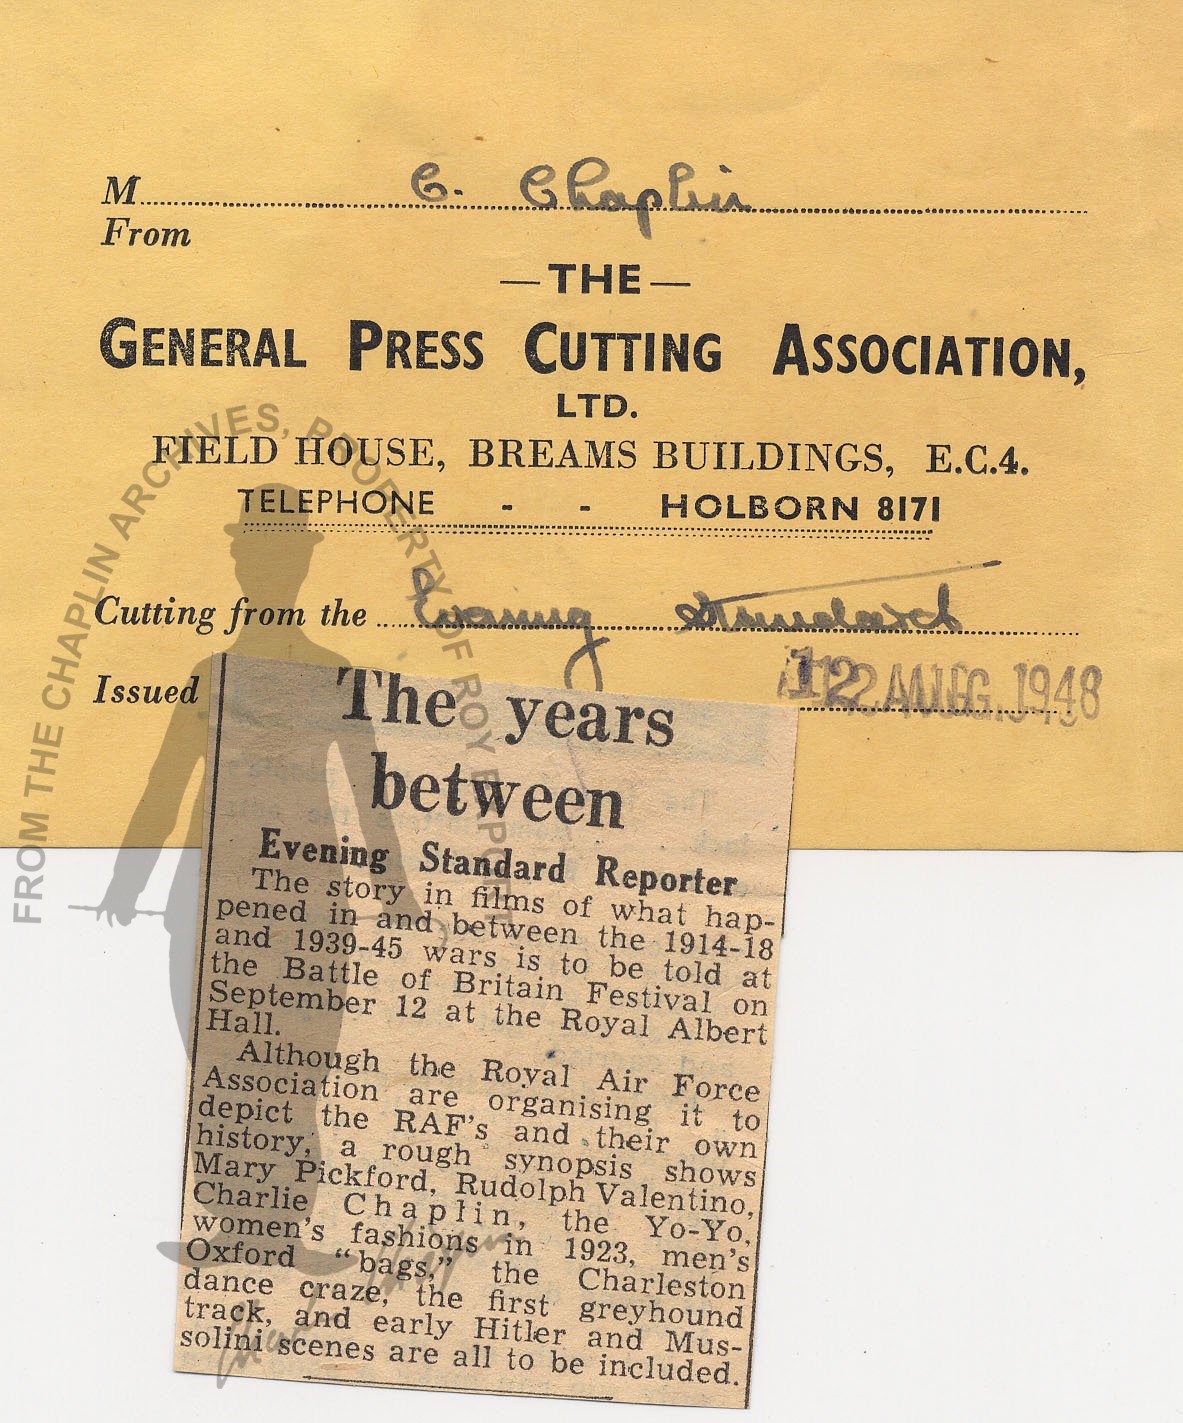 M C. Chaplin
From
—THE—
GENERAL PRESS CUTTING ASSOCIATION,
LTD.
FIELD HOUSE, BREAMS BUILDINGS, E.C.4.
TELEPHONE - - HOLBORN 8171
Cutting from the Evening Standard
Issued 12 AUG. 1948
The years
between
Evening Standard Reporter
The story in films of what hap-
pened in and between the 1914-18
and 1939-45 wars is to be told at
the Battle of Britain Festival on
September 12 at the Royal Albert
Hall.
Although the Royal Air Force
Association are organising it to
depict the RAF's and their own
history, a rough synopsis shows
Mary Pickford, Rudolph Valentino,
Charlie Chaplin, the Yo-Yo,
women's fashions in 1923, men's
Oxford "bags," the Charleston
dance craze, the first greyhound
track, and early Hitler and Mus-
solini scenes are all to be included.
FROM THE CHAPLIN ARCHIVES, PROPERTY OF ROY EXPORT